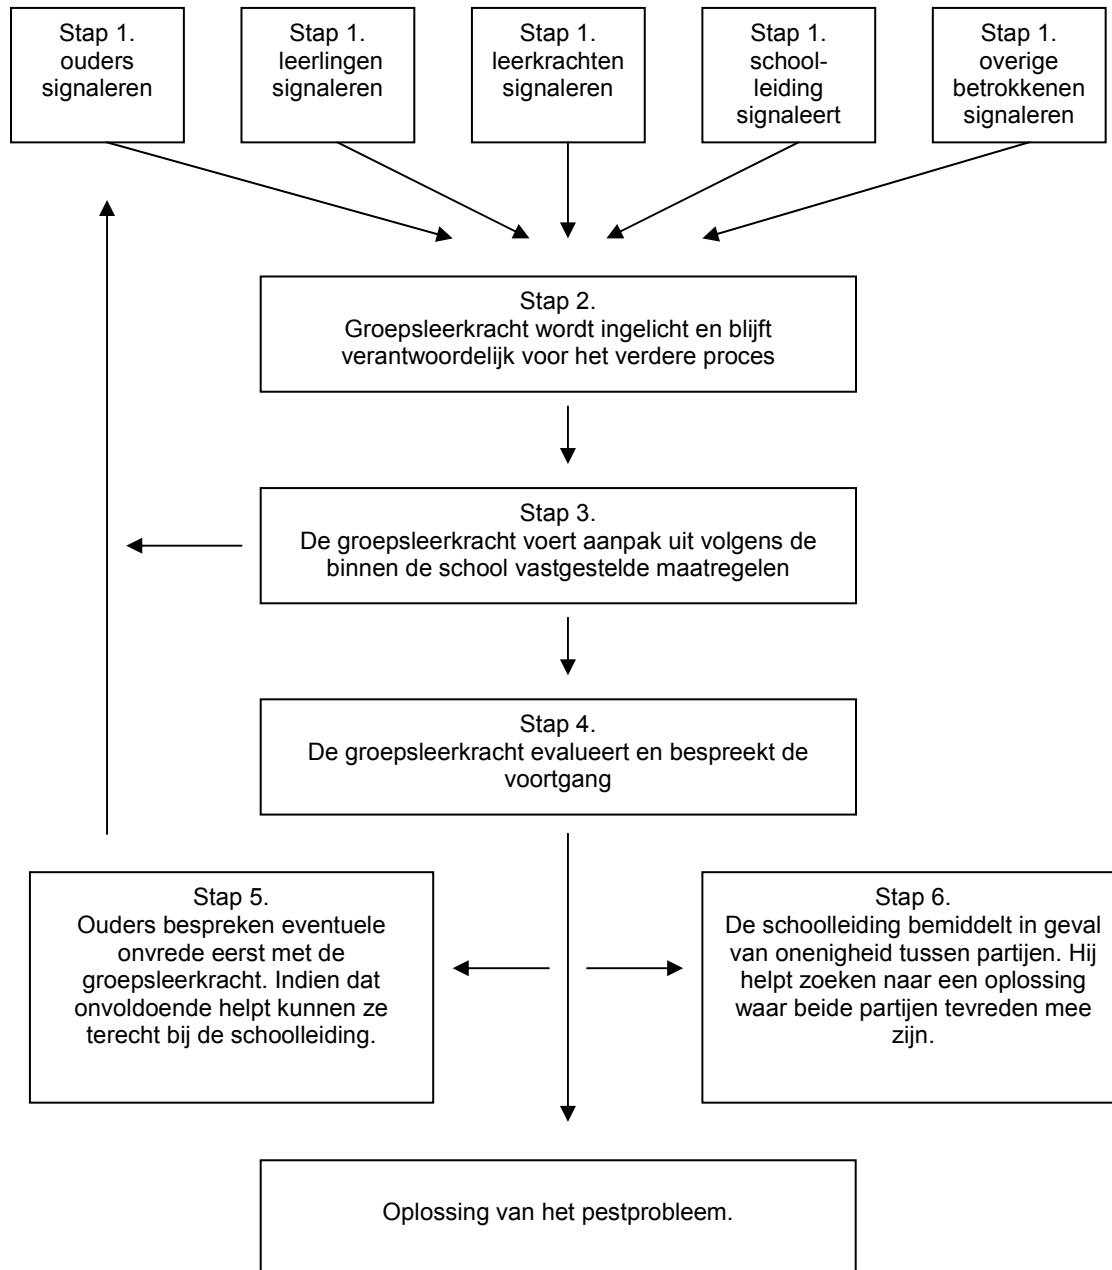 Stap 1.
ouders
signaleren
Stap 1.
leerlingen
signaleren
Stap 1.
leerkrachten
signaleren
Stap 1.
school-
leiding
signaleert
Stap 1.
overige
betrokkenen
signaleren
Stap 2.
Groepsleerkracht wordt ingelicht en blijft
verantwoordelijk voor het verdere proces
Stap 3.
De groepsleerkracht voert aanpak uit volgens de
binnen de school vastgestelde maatregelen
Stap 4.
De groepsleerkracht evalueert en bespreekt de
voortgang
Stap 5.
Ouders bespreken eventuele
onvrede eerst met de
groepsleerkracht. Indien dat
onvoldoende helpt kunnen ze
terecht bij de schoolleiding.
Stap 6.
De schoolleiding bemiddelt in geval
van onenigheid tussen partijen. Hij
helpt zoeken naar een oplossing
waar beide partijen tevreden mee
zijn.
Oplossing van het pestprobleem.